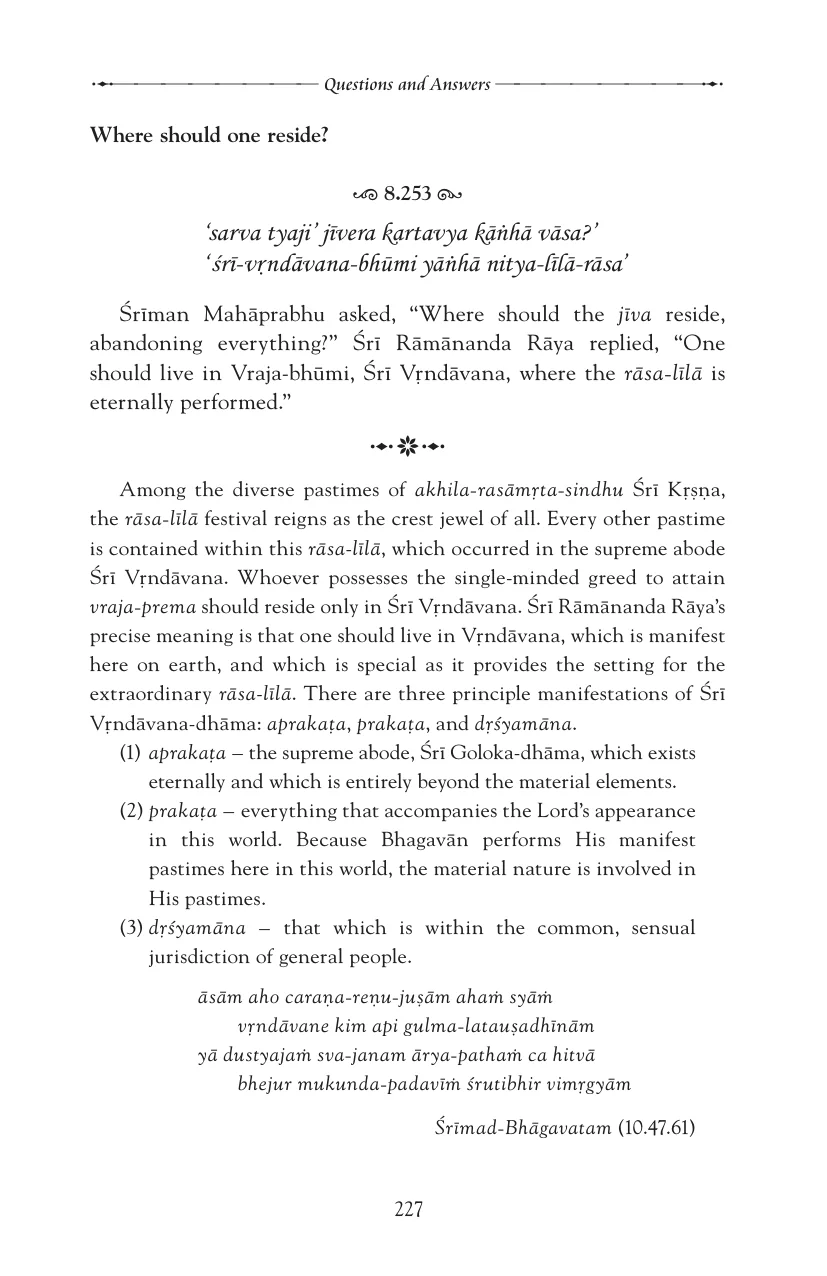 Questions and Answers
Where should one reside?
8.253
‘sarva tyaji’ jīvera kartavya kā̐ṅhā vāsa?’
‘śrī-vṛndāvana-bhūmi yāṅhā nitya-līlā-rāsa’
Śrīman Mahāprabhu asked, “Where should the jīva reside,
abandoning everything?” Śrī Rāmānanda Rāya replied, “One
should live in Vraja-bhūmi, Śrī Vṛndāvana, where the rāsa-līlā is
eternally performed.”
Among the diverse pastimes of akhila-rasāmṛta-sindhu Śrī Kṛṣṇa,
the rāsa-līlā festival reigns as the crest jewel of all. Every other pastime
is contained within this rāsa-līlā, which occurred in the supreme abode
Śrī Vṛndāvana. Whoever possesses the single-minded greed to attain
vraja-prema should reside only in Śrī Vṛndāvana. Śrī Rāmānanda Rāya’s
precise meaning is that one should live in Vṛndāvana, which is manifest
here on earth, and which is special as it provides the setting for the
extraordinary rāsa-līlā. There are three principle manifestations of Śrī
Vṛndāvana-dhāma: aprakaṭa, prakaṭa, and dṛśyamāna.
(1) aprakaṭa – the supreme abode, Śrī Goloka-dhāma, which exists
eternally and which is entirely beyond the material elements.
(2) prakaṭa – everything that accompanies the Lord’s appearance
in this world. Because Bhagavān performs His manifest
pastimes here in this world, the material nature is involved in
His pastimes.
(3) dṛśyamāna – that which is within the common, sensual
jurisdiction of general people.
āsām aho caraṇa-reṇu-juṣām ahaṁ syāṁ
vṛndāvane kim api gulma-latauṣadhīnām
yā dustyajaṁ sva-janam ārya-pathaṁ ca hitvā
bhejur mukunda-padavīṁ śrutibhir vimṛgyām
Śrīmad-Bhāgavatam (10.47.61)
227